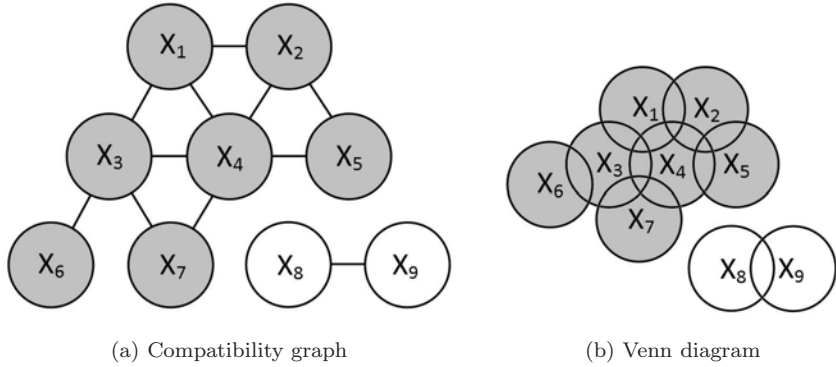 X₁ X₂
X₃ X₄ X₅
X₆ X₇ X₈ X₉
(a) Compatibility graph
X₁ X₂
X₃ X₄ X₅
X₆
X₇
X₈ X₉
(b) Venn diagram